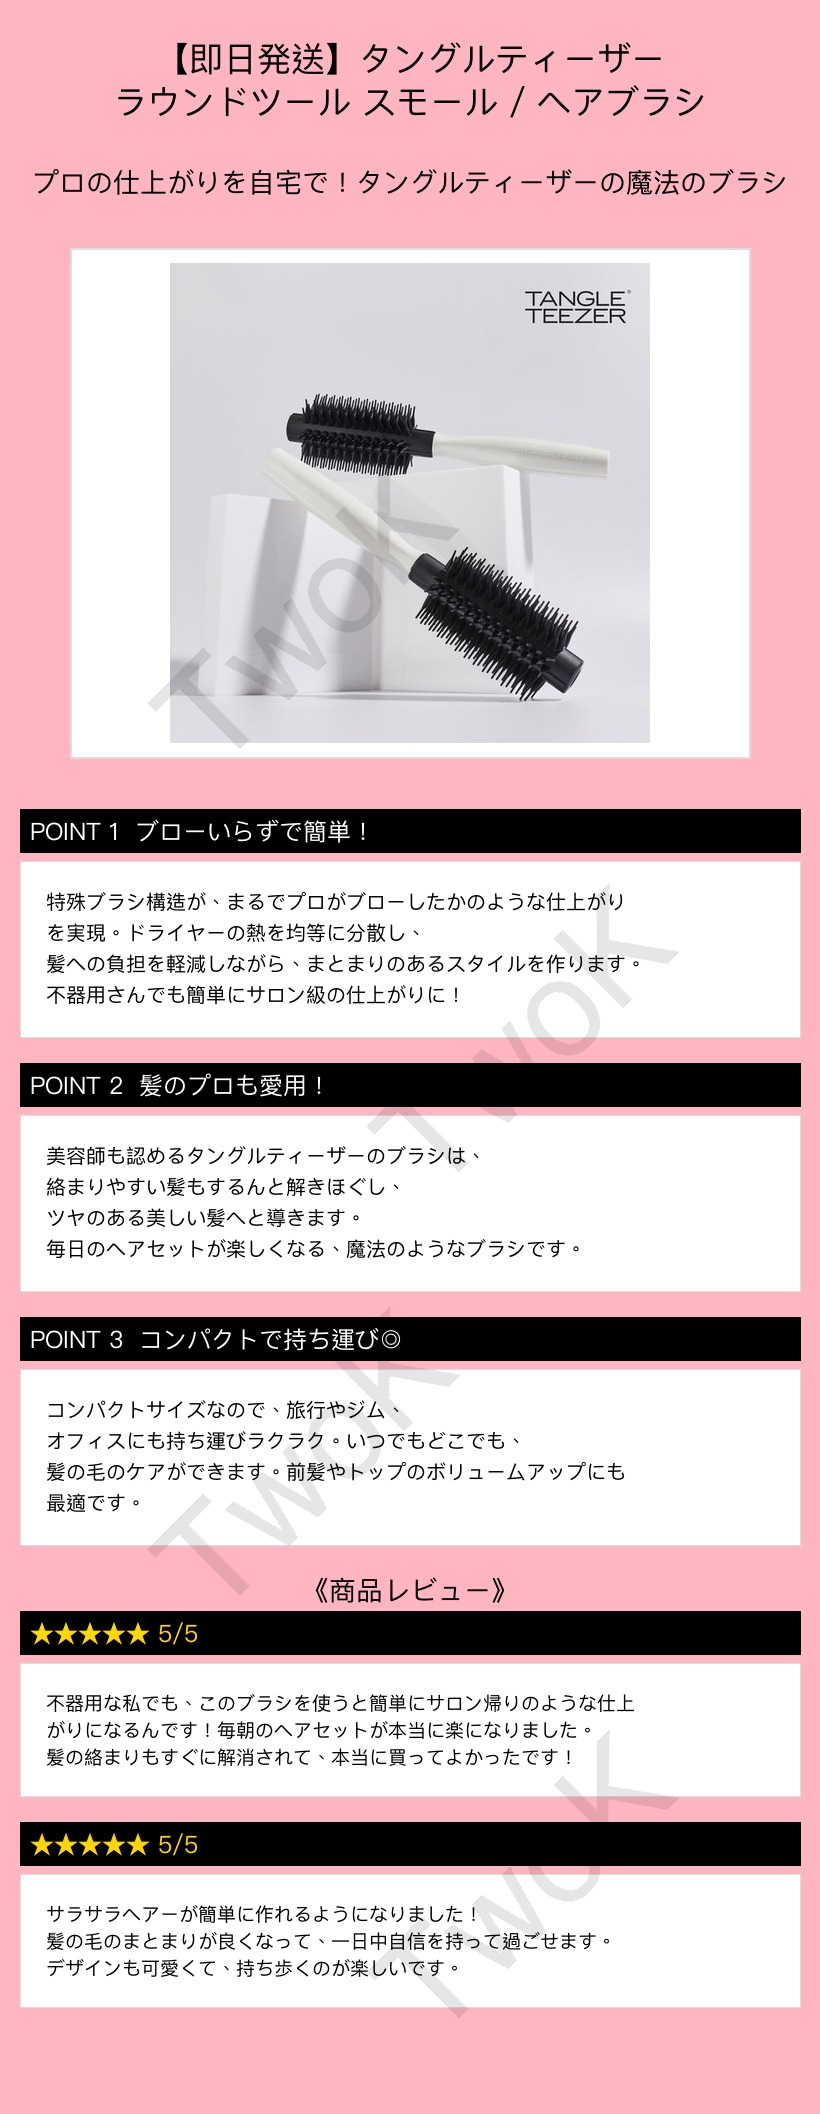 【即日発送】タングルティーザー
ラウンドツール スモール / ヘアブラシ
プロの仕上がりを自宅で！タングルティーザーの魔法のブラシ
TANGLE
TEEZER
POINT 1 ブローいらずで簡単！
特殊ブラシ構造が、まるでプロがブローしたかのような仕上がり
を実現。ドライヤーの熱を均等に分散し、
髪への負担を軽減しながら、まとまりのあるスタイルを作ります。
不器用さんでも簡単にサロン級の仕上がりに！
POINT 2 髪のプロも愛用！
美容師も認めるタングルティーザーのブラシは、
絡まりやすい髪もするんと解きほぐし、
ツヤのある美しい髪へと導きます。
毎日のヘアセットが楽しくなる、魔法のようなブラシです。
POINT 3 コンパクトで持ち運び◎
コンパクトサイズなので、旅行やジム、
オフィスにも持ち運びラクラク。いつでもどこでも、
髪の毛のケアができます。前髪やトップのボリュームアップにも
最適です。
《商品レビュー》
★★★★★ 5/5
不器用な私でも、このブラシを使うと簡単にサロン帰りのような仕上
がりになるんです！毎朝のヘアセットが本当に楽になりました。
髪の絡まりもすぐに解消されて、本当に買ってよかったです！
★★★★★ 5/5
サラサラヘアーが簡単に作れるようになりました！
髪の毛のまとまりが良くなって、一日中自信を持って過ごせます。
デザインも可愛くて、持ち歩くのが楽しいです。
TwoK
TwoK
TwoK
TwoK